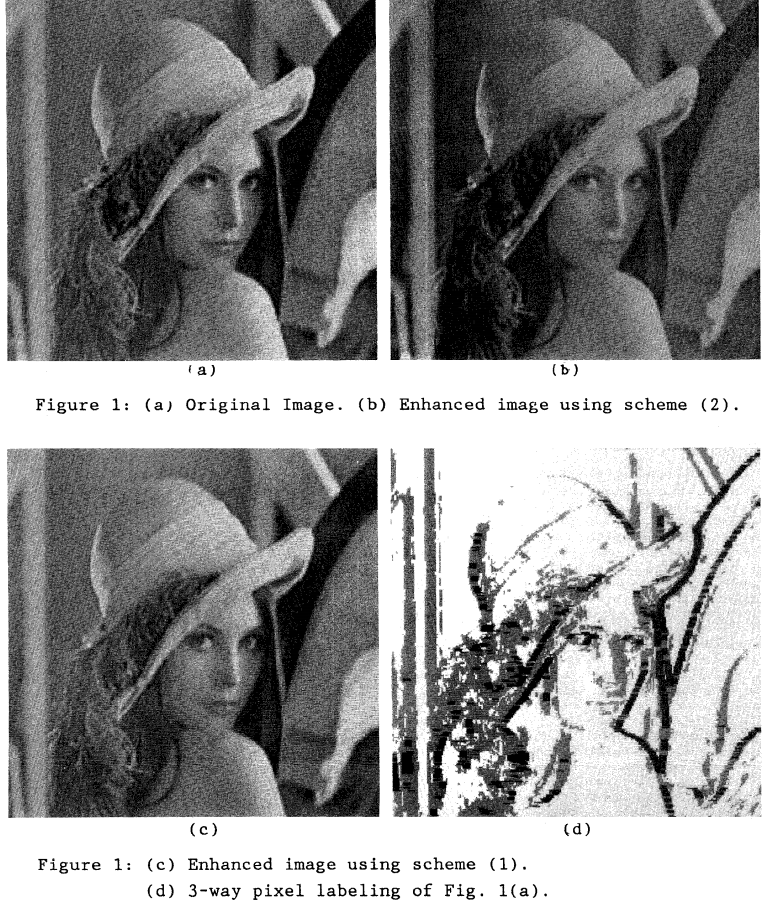 (a)
(b)
Figure 1: (a) Original Image. (b) Enhanced image using scheme (2).
(c)
(d)
Figure 1: (c) Enhanced image using scheme (1).
(d) 3-way pixel labeling of Fig. 1(a).